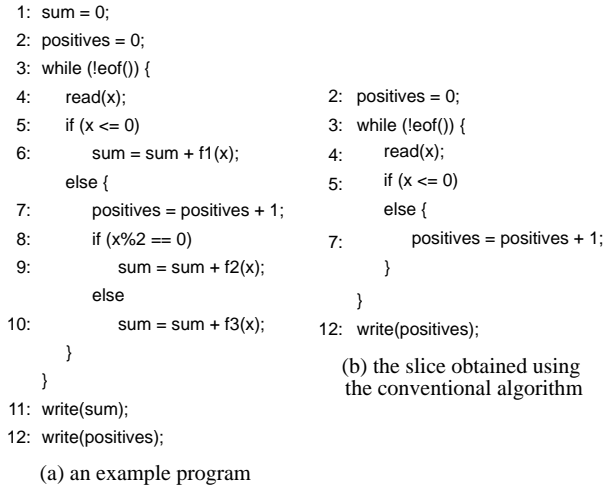 1: sum = 0;
2: positives = 0;
3: while (!eof()) {
4: read(x);
5: if (x <= 0)
6: sum = sum + f1(x);
else {
7: positives = positives + 1;
8: if (x%2 == 0)
9: sum = sum + f2(x);
else
10: sum = sum + f3(x);
}
}
11: write(sum);
12: write(positives);
(a) an example program
2: positives = 0;
3: while (!eof()) {
4: read(x);
5: if (x <= 0)
else {
7: positives = positives + 1;
}
}
12: write(positives);
(b) the slice obtained using
the conventional algorithm